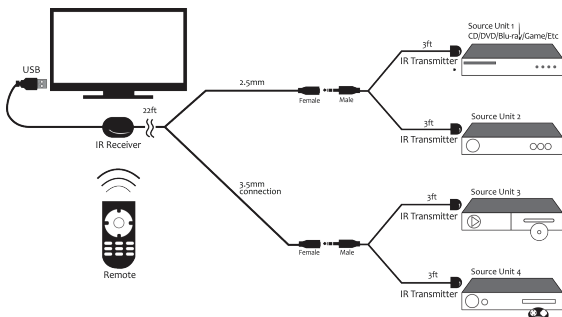 Source Unit 1
CD/DVD/Blu-ray/Game/Etc
3ft
IR Transmitter
USB
2.5mm
Female
Male
22ft
IR Receiver
3ft
IR Transmitter
Source Unit 2
3.5mm
connection
3ft
IR Transmitter
Source Unit 3
Female
Male
Remote
3ft
IR Transmitter
Source Unit 4